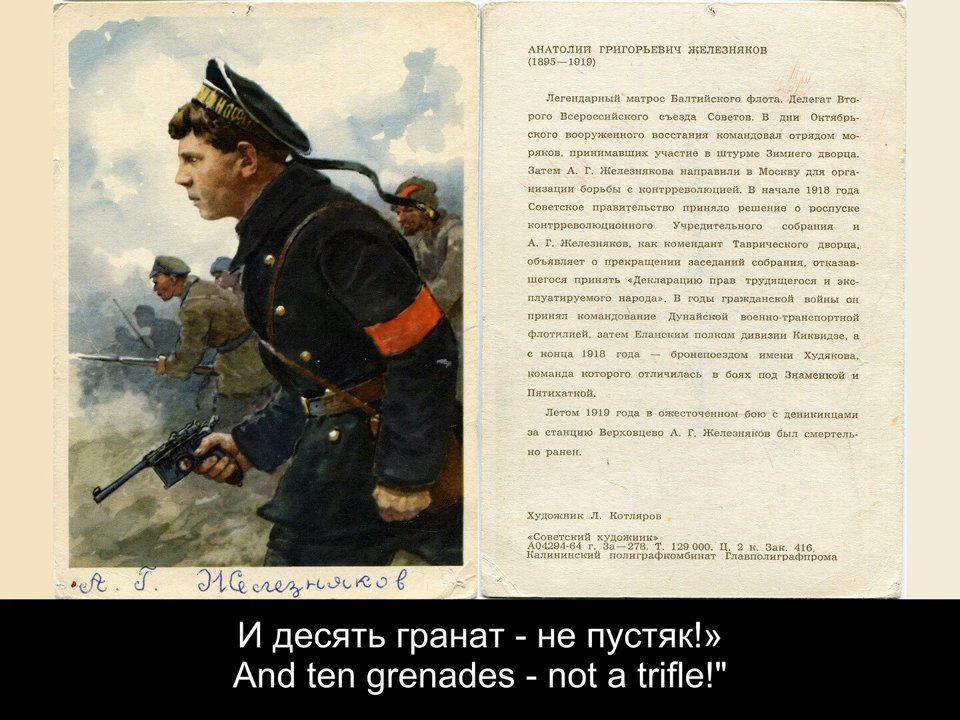 А. Г. Железняков
АНАТОЛИЙ ГРИГОРЬЕВИЧ ЖЕЛЕЗНЯКОВ
(1895—1919)
Легендарный матрос Балтийского флота. Делегат Вто-
рого Всероссийского съезда Советов. В дни Октябрь-
ского вооруженного восстания командовал отрядом мо-
ряков, принимавших участие в штурме Зимнего дворца.
Затем А. Г. Железнякова направили в Москву для орга-
низации борьбы с контрреволюцией. В начале 1918 года
Советское правительство приняло решение о роспуске
контрреволюционного Учредительного собрания и
А. Г. Железняков, как комендант Таврического дворца,
объявляет о прекращении заседаний собрания, отказав-
шегося принять «Декларацию прав трудящегося и экс-
плуатируемого народа». В годы гражданской войны он
принял командование Дунайской военно-транспортной
флотилией, затем Еланским полком дивизии Киквидзе, а
с конца 1918 года — бронепоездом имени Худякова,
команда которого отличилась в боях под Знаменкой и
Пятихаткой.
Летом 1919 года в ожесточенном бою с деникинцами
за станцию Верховцево А. Г. Железняков был смертель-
но ранен.
Художник Л. Котляров
«Советский художник»
А04294-64 г. За—278. Т. 129 000. Ц. 2 к. Зак. 416.
Калининский полиграфкомбинат Главполиграфпрома
И десять гранат - не пустяк!»
And ten grenades - not a trifle!"